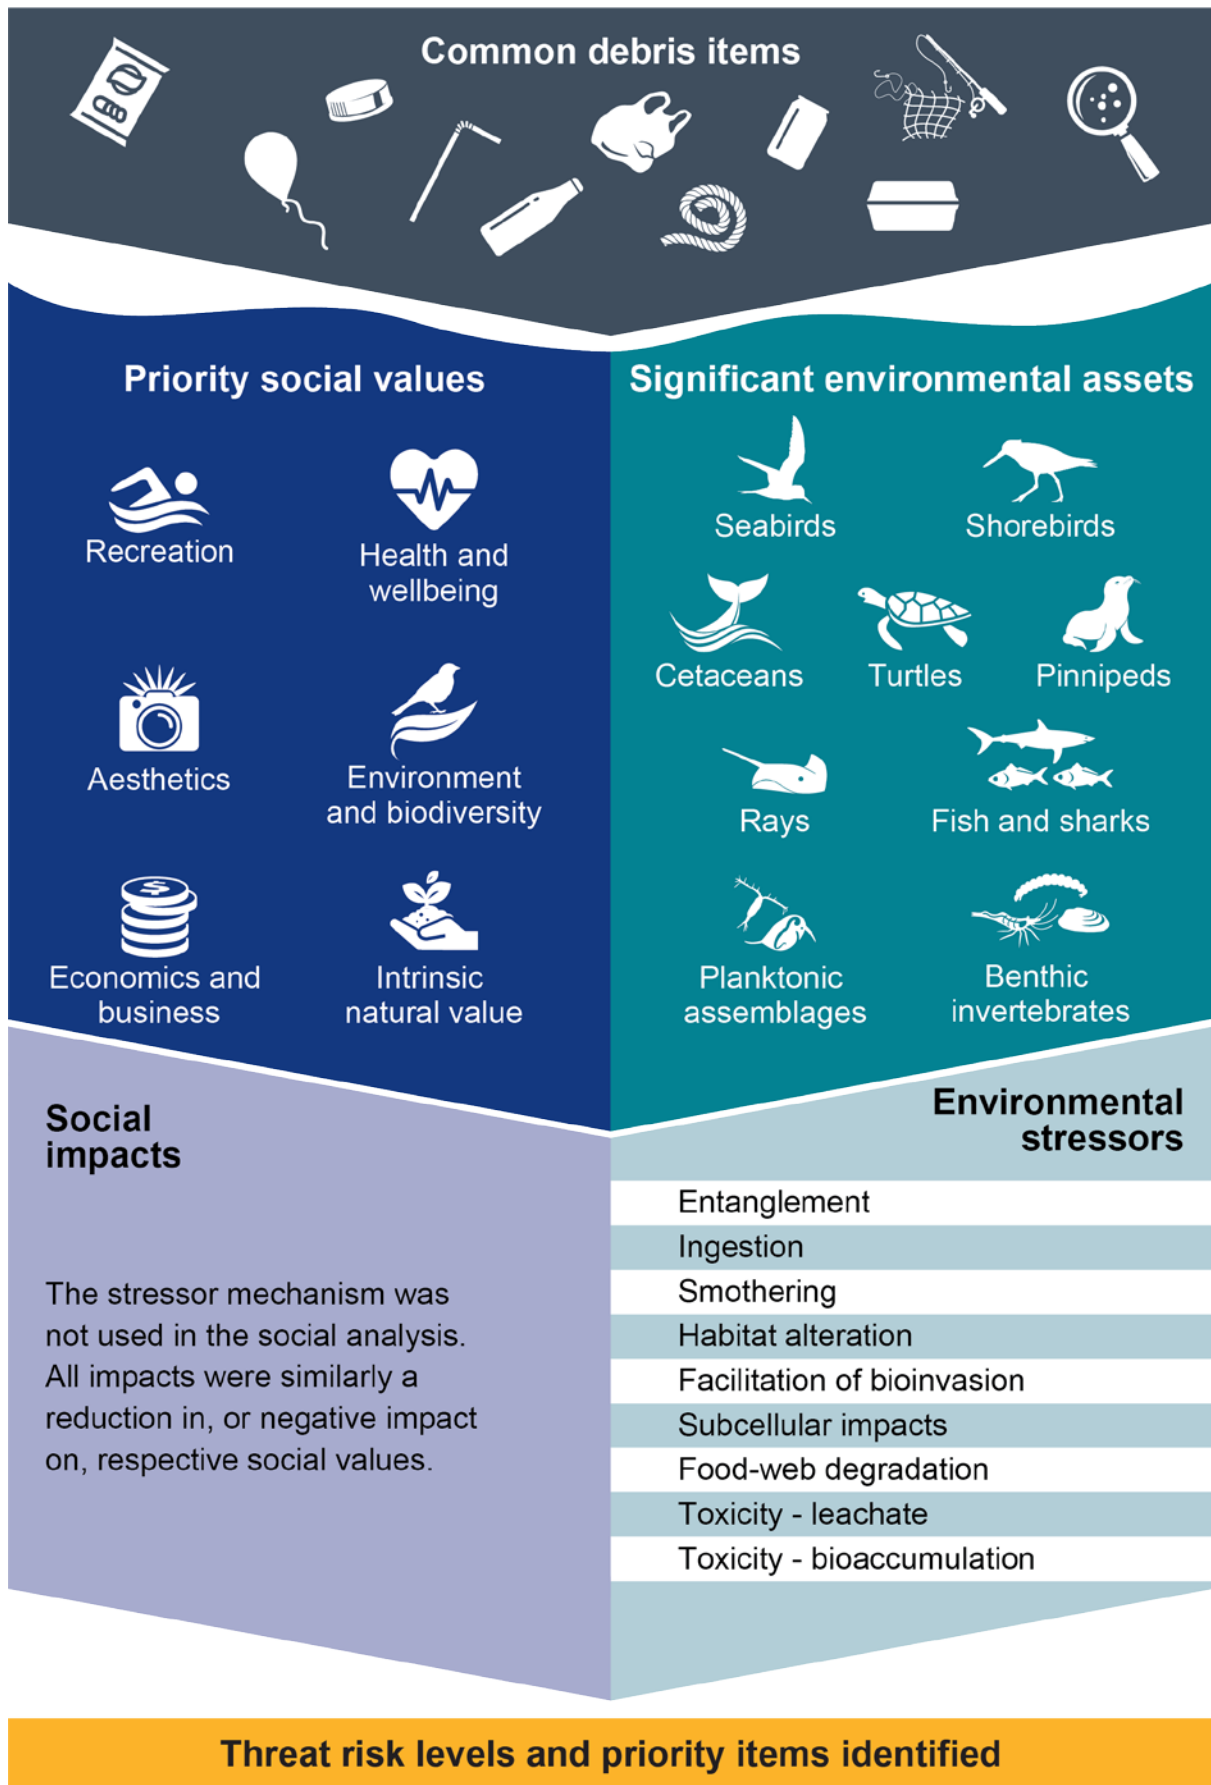 Common debris items
Priority social values
Recreation
Health and
wellbeing
Aesthetics
Environment
and biodiversity
$
Economics and
business
Intrinsic
natural value
Significant environmental assets
Seabirds
Shorebirds
Cetaceans
Turtles
Pinnipeds
Rays
Fish and sharks
Planktonic
assemblages
Benthic
invertebrates
Social
impacts
The stressor mechanism was
not used in the social analysis.
All impacts were similarly a
reduction in, or negative impact
on, respective social values.
Environmental
stressors
Entanglement
Ingestion
Smothering
Habitat alteration
Facilitation of bioinvasion
Subcellular impacts
Food-web degradation
Toxicity - leachate
Toxicity - bioaccumulation
Threat risk levels and priority items identified